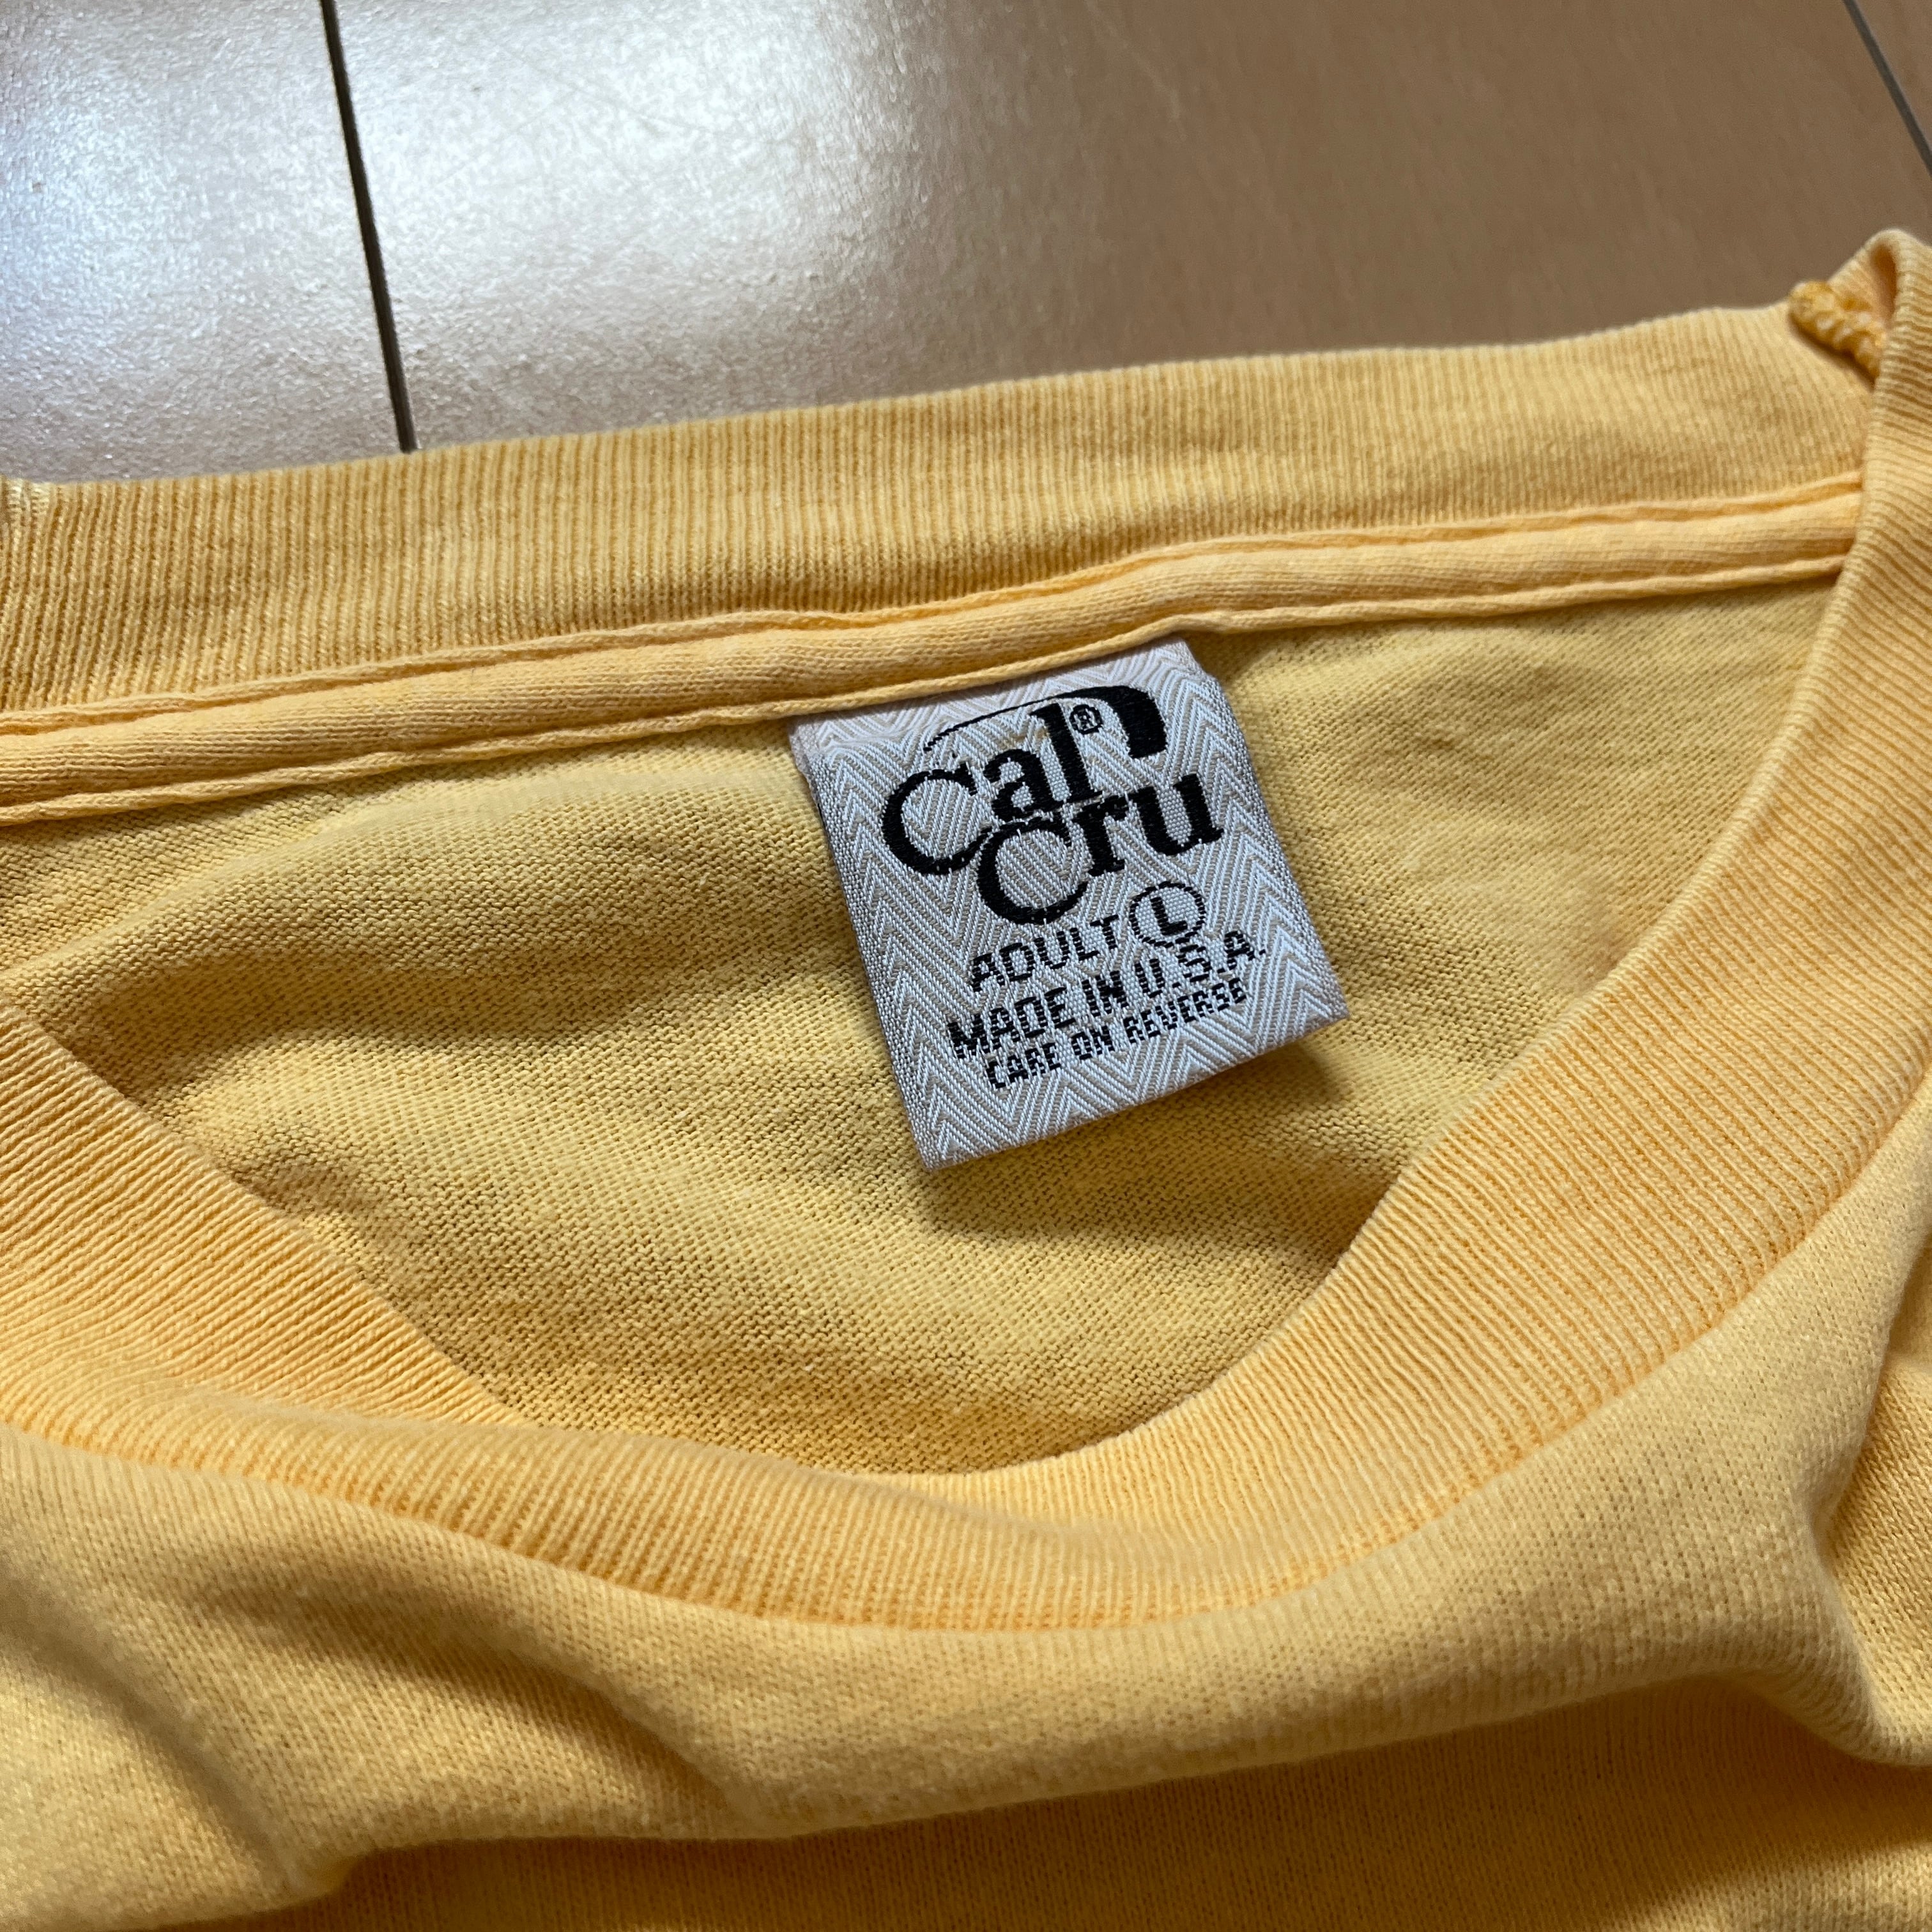 Cal®
Cru
ADULT L
MADE IN U.S.A.
CARE ON REVERSE